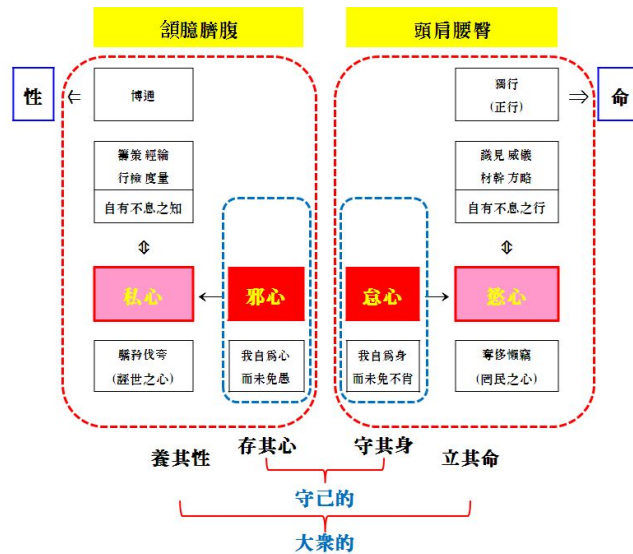 頷臆臍腹
頭肩腰臀
性
⇐
博通
獨行
(正行)
⇒
命
籌策 經綸
行檢 度量
自有不息之知
識見 威儀
材幹 方略
自有不息之行
⇕
⇕
私心
←
邪心
怠心
→
慾心
驕矜伐夸
(誣世之心)
我自爲心
而未免愚
我自爲身
而未免不肖
奪侈懶竊
(罔民之心)
養其性
存其心
守其身
立其命
守己的
大衆的